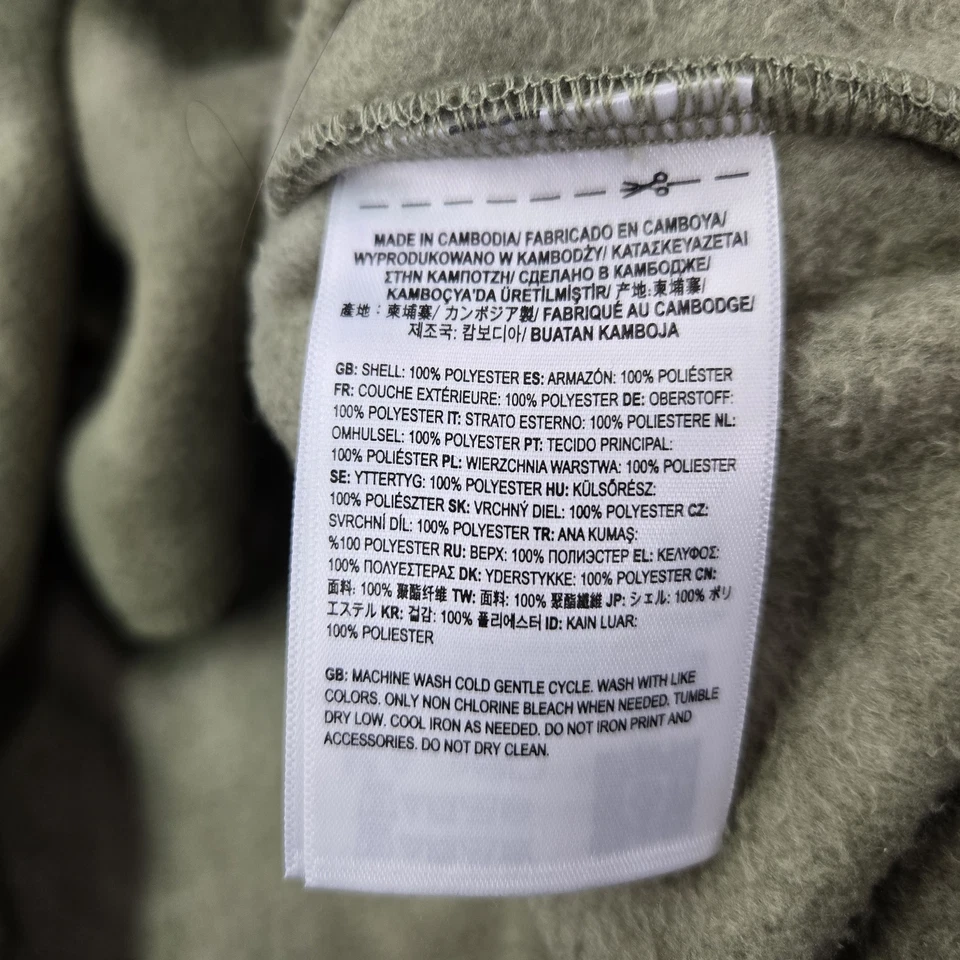 MADE IN CAMBODIA/ FABRICADO EN CAMBOYA/
WYPRODUKOWANO W KAMBODŻY/ ΚΑΤΑΣΚΕΥΑΖΕΤΑΙ
ΣΤΗΝ ΚΑΜΠΟΤΖΗ/ СДЕЛАНО В КАМБОДЖЕ/
KAMBOÇYA'DA ÜRETİLMİŞTİR/ 产地:柬埔寨/
產地：柬埔寨/ カンボジア製/ FABRIQUÉ AU CAMBODGE/
제조국: 캄보디아/ BUATAN KAMBOJA
GB: SHELL: 100% POLYESTER ES: ARMAZÓN: 100% POLIÉSTER
FR: COUCHE EXTÉRIEURE: 100% POLYESTER DE: OBERSTOFF:
100% POLYESTER IT: STRATO ESTERNO: 100% POLIESTERE NL:
OMHULSEL: 100% POLYESTER PT: TECIDO PRINCIPAL:
100% POLIÉSTER PL: WIERZCHNIA WARSTWA: 100% POLIESTER
SE: YTTERTYG: 100% POLYESTER HU: KÜLSŐRÉSZ:
100% POLIÉSZTER SK: VRCHNÝ DIEL: 100% POLYESTER CZ:
SVRCHNÍ DÍL: 100% POLYESTER TR: ANA KUMAŞ:
%100 POLYESTER RU: ВЕРХ: 100% ПОЛИЭСТЕР EL: ΚΕΛΥΦΟΣ:
100% ΠΟΛΥΕΣΤΕΡΑΣ DK: YDERSTYKKE: 100% POLYESTER CN:
面料: 100% 聚酯纤维 TW: 面料: 100% 聚酯纖維 JP: シェル: 100% ポリ
エステル KR: 겉감: 100% 폴리에스터 ID: KAIN LUAR:
100% POLIESTER
GB: MACHINE WASH COLD GENTLE CYCLE. WASH WITH LIKE
COLORS. ONLY NON CHLORINE BLEACH WHEN NEEDED. TUMBLE
DRY LOW. COOL IRON AS NEEDED. DO NOT IRON PRINT AND
ACCESSORIES. DO NOT DRY CLEAN.